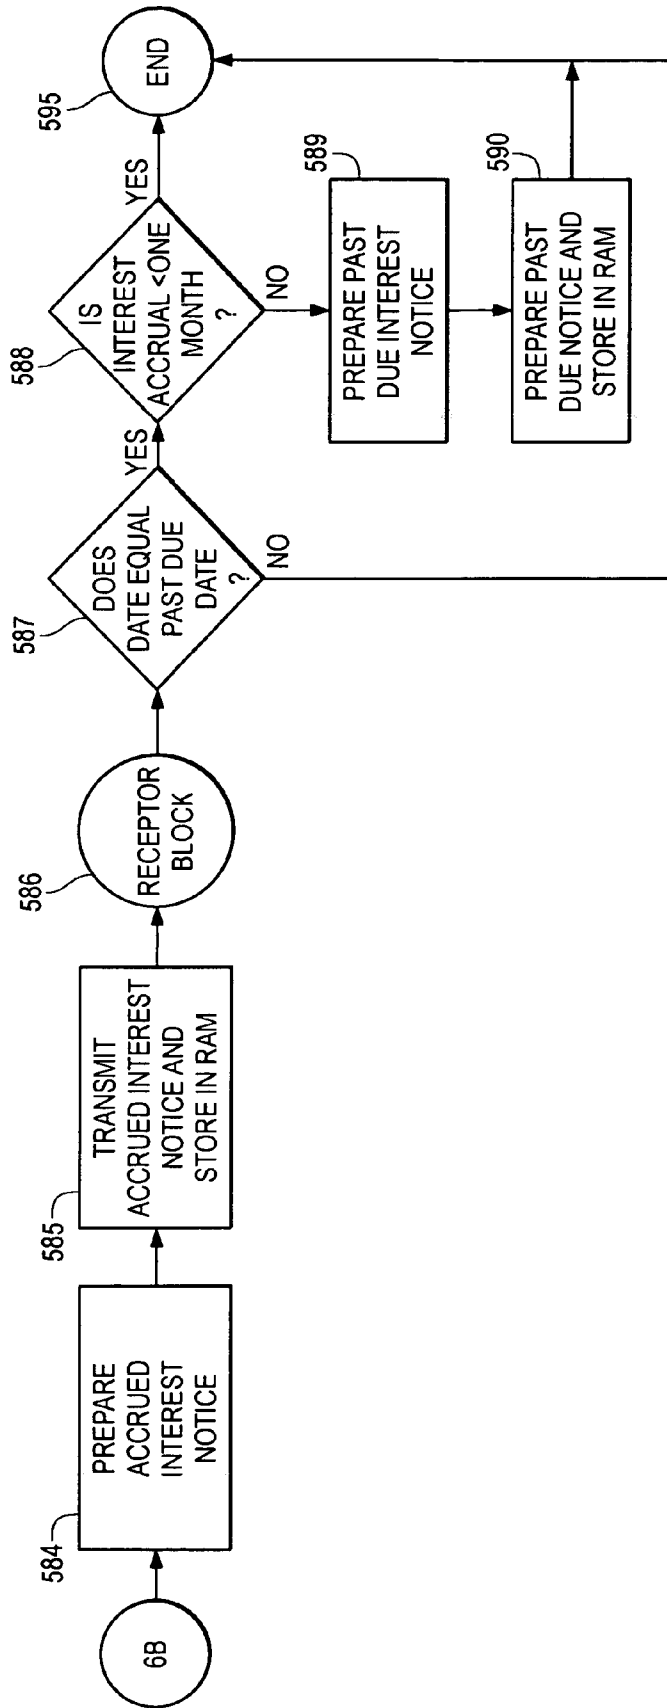 6B
584
PREPARE
ACCRUED
INTEREST
NOTICE
585
TRANSMIT
ACCRUED INTEREST
NOTICE AND
STORE IN RAM
586
RECEPTOR
BLOCK
587
DOES
DATE EQUAL
PAST DUE
DATE
?
YES
NO
588
IS
INTEREST
ACCRUAL <ONE
MONTH
?
YES
NO
595
END
589
PREPARE PAST
DUE INTEREST
NOTICE
590
PREPARE PAST
DUE NOTICE AND
STORE IN RAM